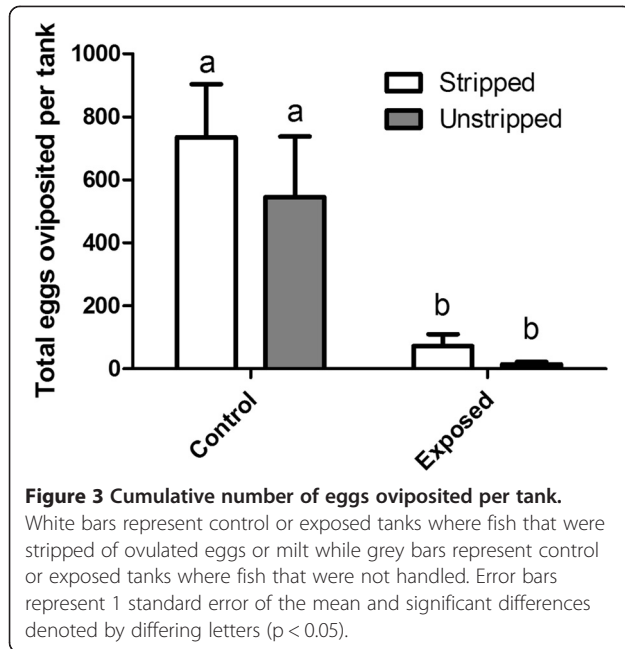 1000
800
600
400
200
0
Total eggs oviposited per tank
a
a
b
b
Stripped
Unstripped
Control
Exposed
Figure 3 Cumulative number of eggs oviposited per tank.
White bars represent control or exposed tanks where fish that were
stripped of ovulated eggs or milt while grey bars represent control
or exposed tanks where fish that were not handled. Error bars
represent 1 standard error of the mean and significant differences
denoted by differing letters (p < 0.05).